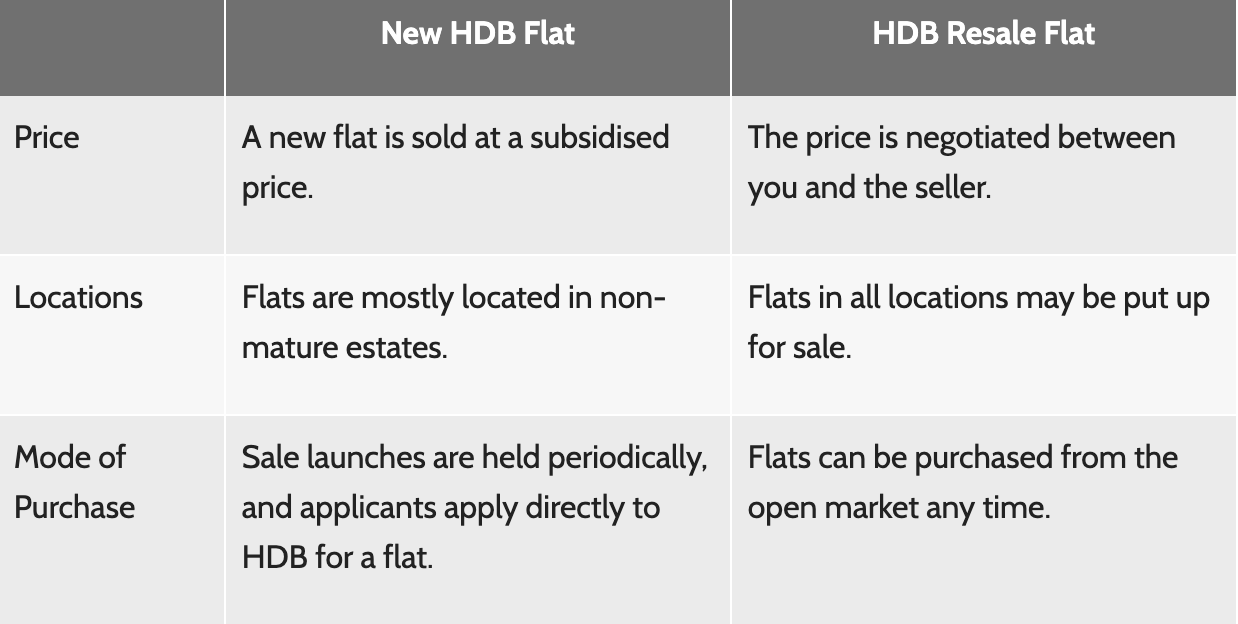 New HDB Flat
HDB Resale Flat
Price
A new flat is sold at a subsidised
price.
The price is negotiated between
you and the seller.
Locations
Flats are mostly located in non-
mature estates.
Flats in all locations may be put up
for sale.
Mode of
Purchase
Sale launches are held periodically,
and applicants apply directly to
HDB for a flat.
Flats can be purchased from the
open market any time.